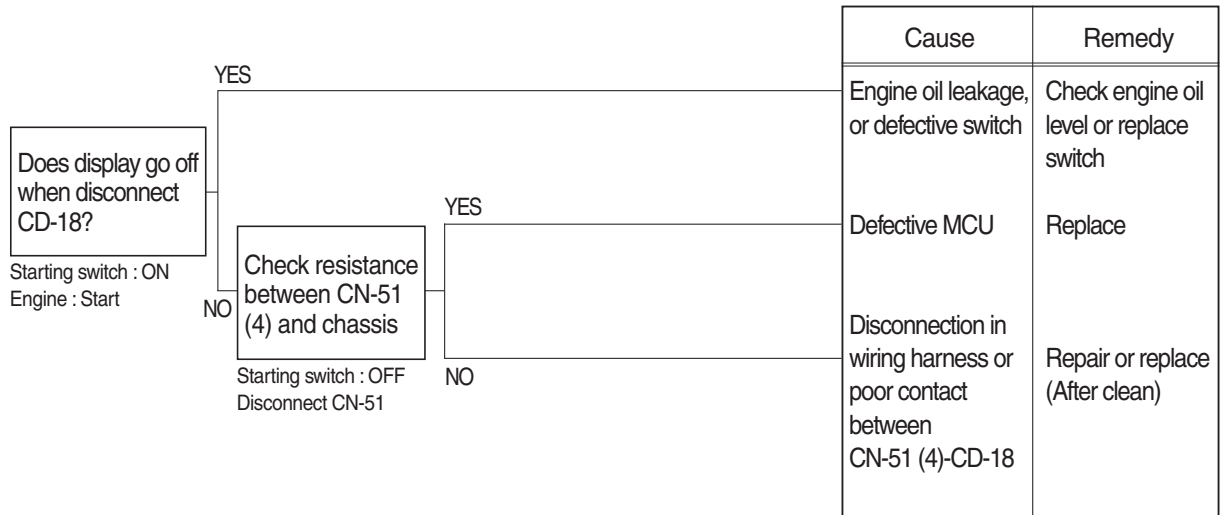 Does display go off
when disconnect
CD-18?
Starting switch : ON
Engine : Start
YES
NO
Check resistance
between CN-51
(4) and chassis
Starting switch : OFF
Disconnect CN-51
YES
NO
Cause
Remedy
Engine oil leakage,
or defective switch
Check engine oil
level or replace
switch
Defective MCU
Replace
Disconnection in
wiring harness or
poor contact
between
CN-51 (4)-CD-18
Repair or replace
(After clean)